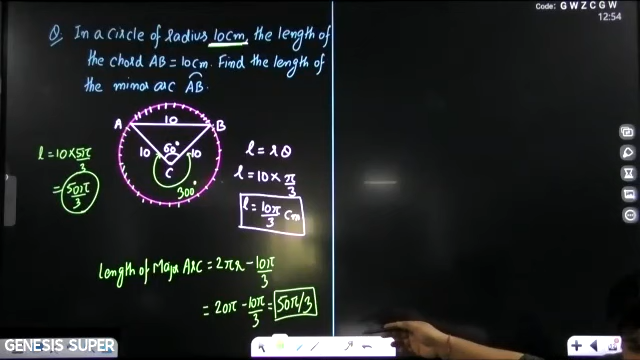 Code: G W Z C G W
12:54
Q. In a circle of radius 10cm, the length of
the chord AB = 10cm. Find the length of
the minor arc AB.
A 10 B
10 60° 10
C
300°
l = 10 × 5π/3
= 50π/3
l = rθ
l = 10 × π/3
l = 10π/3 Cm
Length of Major Arc = 2πr - 10π/3
= 20π - 10π/3 = 50π/3
GENESIS SUPER